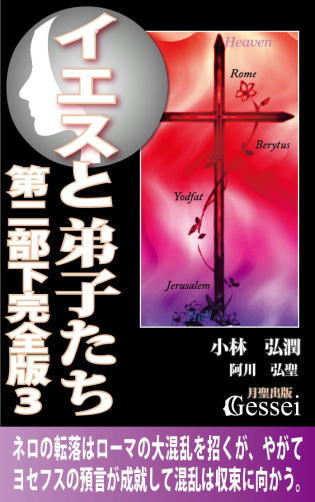 イエスと弟子たち
第二部下完全版3
Heaven
Rome
Berytus
Yodfat
Jerusalem
Hell
小林 弘潤
阿川 弘聖
月聖出版
Gessei
ネロの転落はローマの大混乱を招くが、やがて
ヨセフスの預言が成就して混乱は収束に向かう。